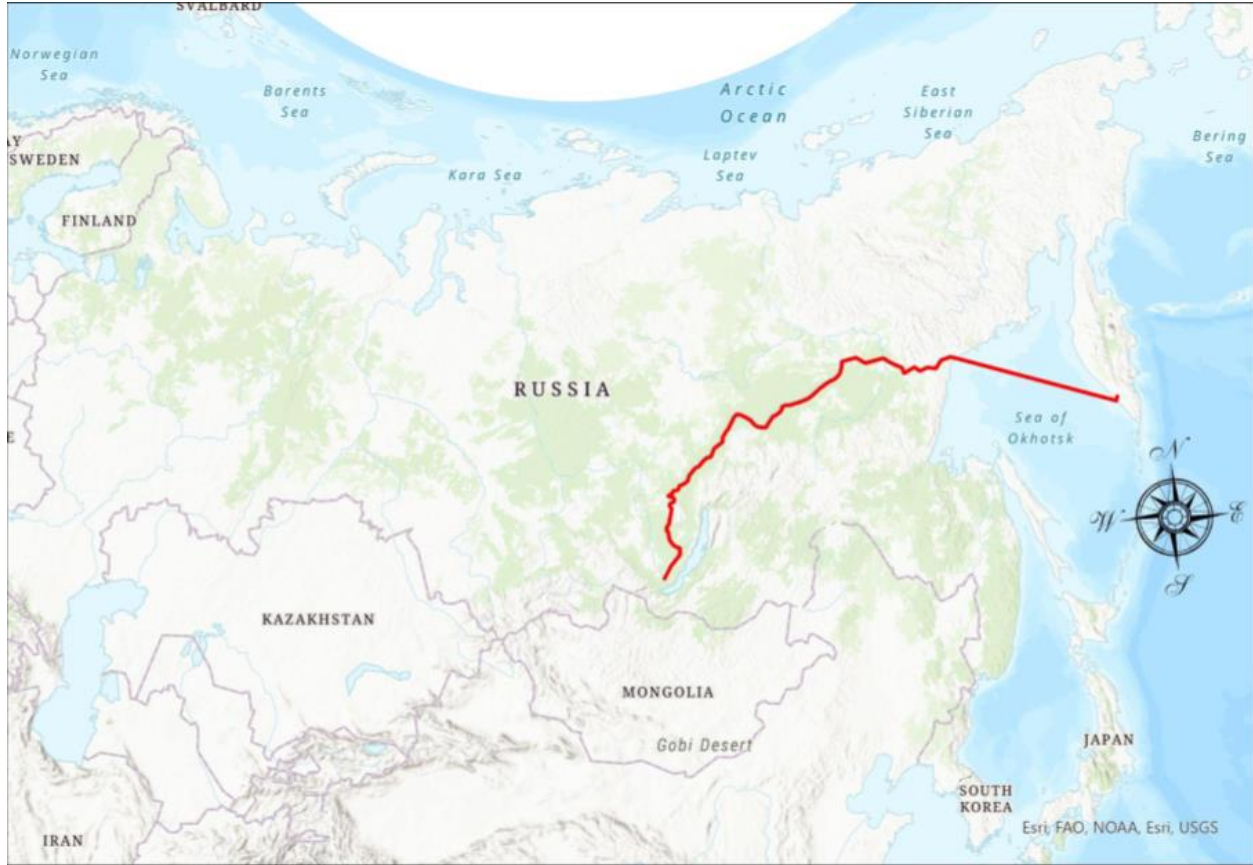 SVALBARD
Norwegian
Sea
Barents
Sea
Arctic
Ocean
East
Siberian
Sea
Bering
Sea
AY
SWEDEN
Kara Sea
Laptev
Sea
FINLAND
RUSSIA
Sea of
Okhotsk
E
N
W
E
S
KAZAKHSTAN
MONGOLIA
Gobi Desert
JAPAN
SOUTH
KOREA
IRAN
Esri, FAO, NOAA, Esri, USGS